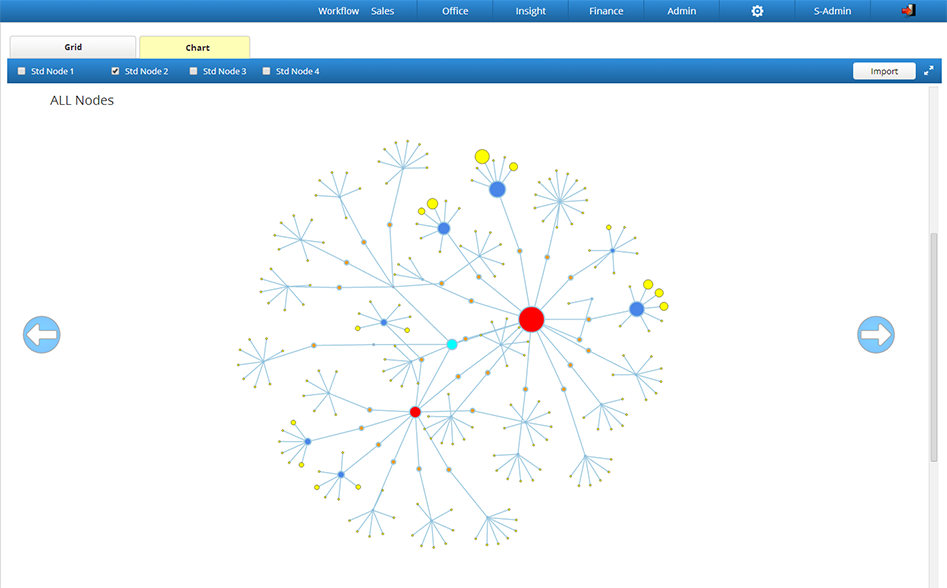 Workflow Sales Office Insight Finance Admin S-Admin
Grid Chart
Std Node 1 Std Node 2 Std Node 3 Std Node 4 Import
ALL Nodes